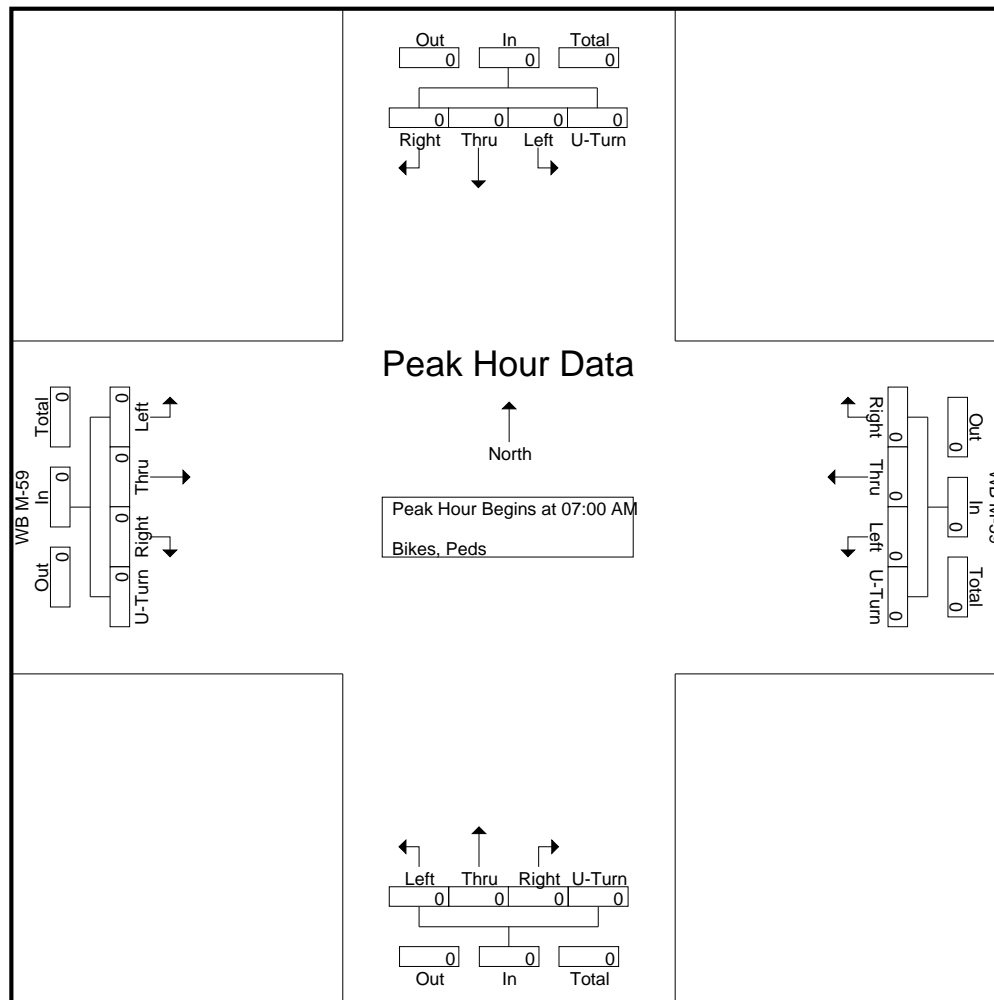 Out In Total
0 0 0
0 0 0 0
Right Thru Left U-Turn
Peak Hour Data
North
Peak Hour Begins at 07:00 AM
Bikes, Peds
WB M-59
Total In Out
0 0 0
0 0 0 0
Left Thru Right U-Turn
Right Thru Left U-Turn
0 0 0 0
Out In Total
0 0 0
WB M-59
Left Thru Right U-Turn
0 0 0 0
0 0 0
Out In Total